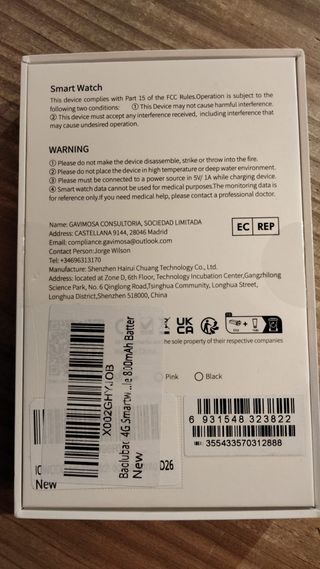 Smart Watch
This device complies with Part 15 of the FCC Rules.Operation is subject to the
following two conditions: ① This Device may not cause harmful interference.
② This device must accept any interference received, including interference that
may cause undesired operation.
WARNING
① Please do not make the device disassemble, strike or throw into the fire.
② Please do not place the device in high temperature or deep water environment.
③ Please must be connected to a power source in 5V/ 1A while charging device.
④ Smart watch data cannot be used for medical purposes.The monitoring data is
for reference only.If you need medical help, please contact a professional doctor.
Name: GAVIMOSA CONSULTORIA, SOCIEDAD LIMITADA
Address: CASTELLANA 9144, 28046 Madrid
Email: compliance.gavimosa@outlook.com
Contact Person:Jorge Wilson
Tel: +34696313170
EC REP
Manufacture: Shenzhen Hairui Chuang Technology Co., Ltd.
Address: located at Zone D, 6th Floor, Technology Incubation Center,Gangzhilong
Science Park, No. 6 Qinglong Road,Tsinghua Community, Longhua Street,
Longhua District,Shenzhen 518000, China
UK CA
the sole property of their respective companies
Pink Black
X002GHYJOB
Baolubar 4G Smartw...le 800mAh Batter
New
6 931548 323822
355433570312888
D26
New